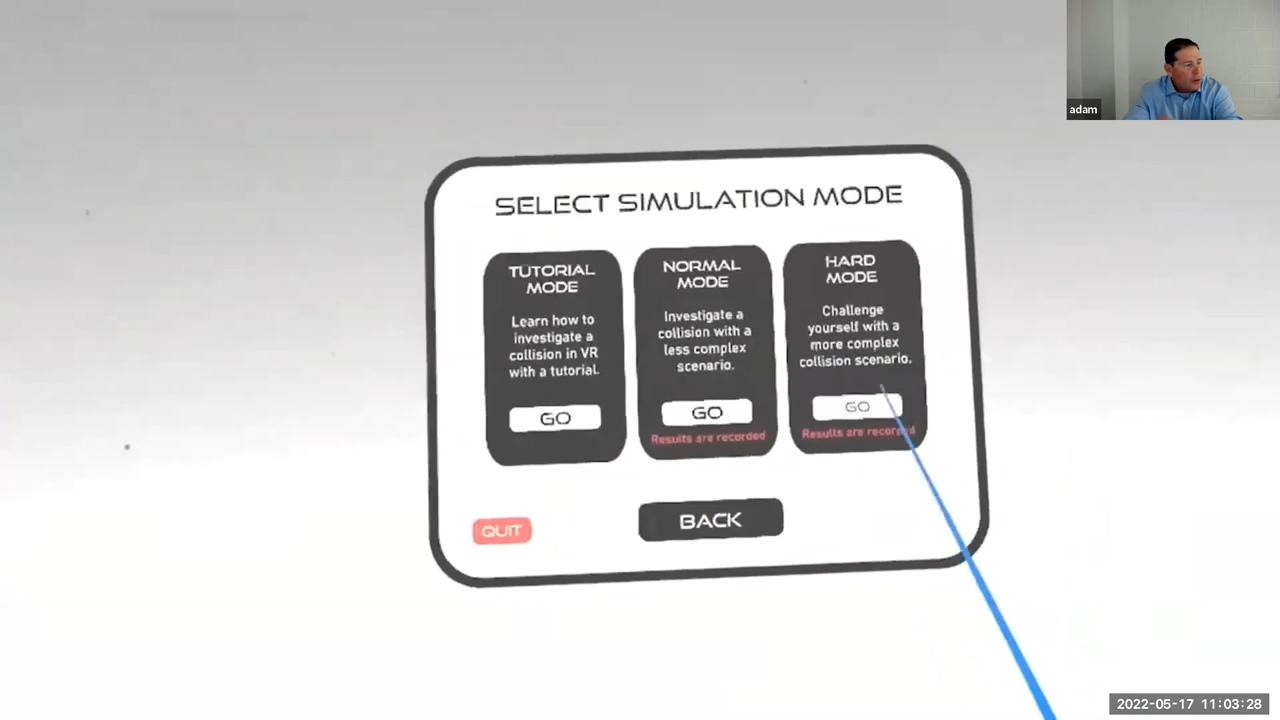 adam
SELECT SIMULATION MODE
TUTORIAL
MODE
Learn how to
investigate a
collision in VR
with a tutorial.
GO
NORMAL
MODE
Investigate a
collision with a
less complex
scenario.
GO
Results are recorded
HARD
MODE
Challenge
yourself with a
more complex
collision scenario.
GO
Results are recorded
QUIT
BACK
2022-05-17 11:03:28